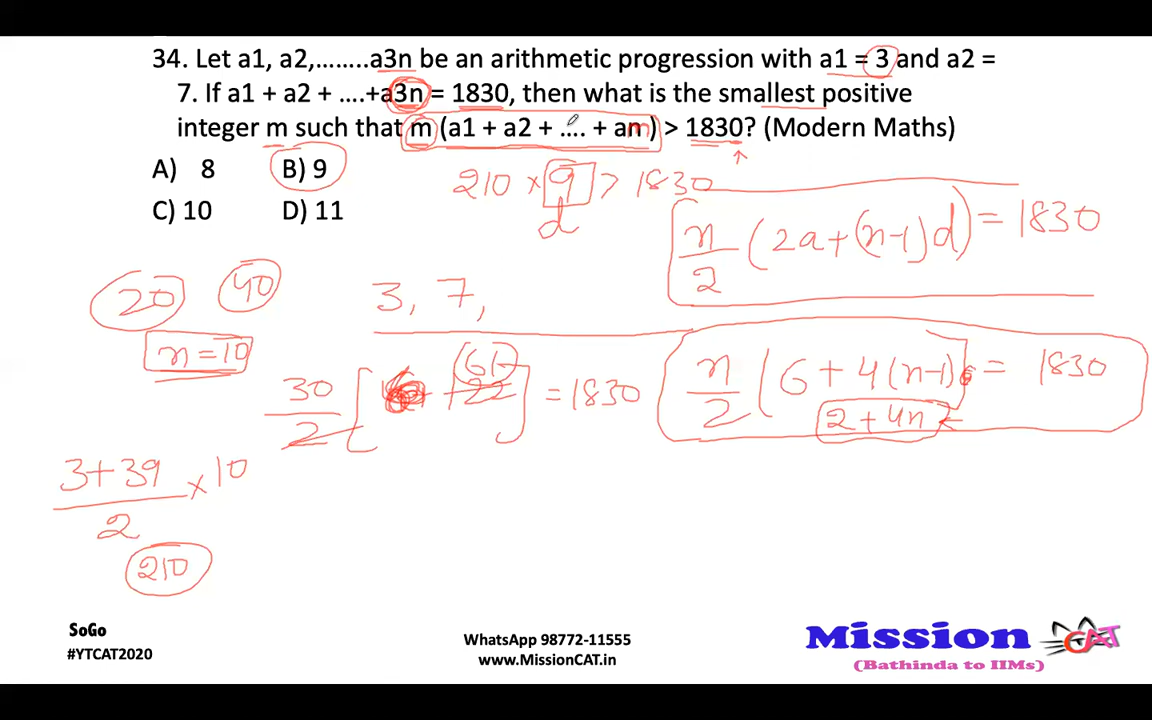 34. Let a1, a2,........a3n be an arithmetic progression with a1 = 3 and a2 =
7. If a1 + a2 + ....+a3n = 1830, then what is the smallest positive
integer m such that m (a1 + a2 + .... + am ) > 1830? (Modern Maths)
A) 8 B) 9
C) 10 D) 11
210 × 9 > 1830
d
n/2 (2a+(n-1)d) = 1830
20 40
3, 7,
n = 10
30/2 [ 61 ] = 1830
n/2 (6 + 4(n-1) = 1830
2 + 4n
3+39/2 × 10
210
SoGo
#YTCAT2020
WhatsApp 98772-11555
www.MissionCAT.in
Mission CAT
(Bathinda to IIMs)